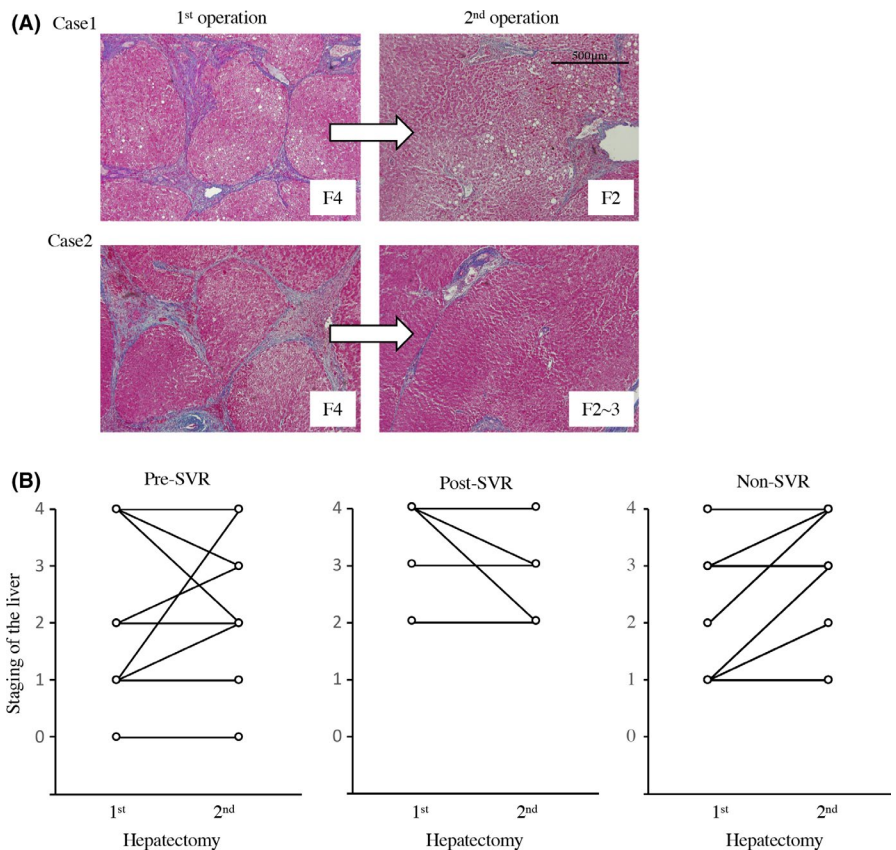 (A)
Case1
1st operation
2nd operation
500μm
F4
F2
Case2
F4
F2~3
(B)
Pre-SVR
Post-SVR
Non-SVR
Staging of the liver
4
3
2
1
0
1st 2nd
Hepatectomy
4
3
2
1
0
1st 2nd
Hepatectomy
4
3
2
1
0
1st 2nd
Hepatectomy